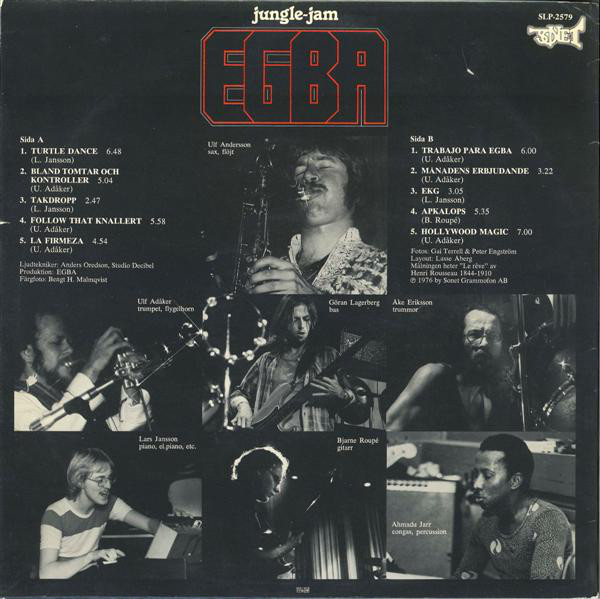 jungle-jam
SLP-2579
SONET
EGBA
Sida A
1. TURTLE DANCE 6.48
(L. Jansson)
2. BLAND TOMTAR OCH
KONTROLLER 5.04
(U. Adåker)
3. TAKDROPP 2.47
(L. Jansson)
4. FOLLOW THAT KNALLERT 5.58
(U. Adåker)
5. LA FIRMEZA 4.54
(U. Adåker)
Ljudtekniker: Anders Oredson, Studio Decibel
Produktion: EGBA
Färgfoto: Bengt H. Malmqvist
Ulf Andersson
sax, flöjt
Sida B
1. TRABAJO PARA EGBA 6.00
(U. Adåker)
2. MÅNADENS ERBJUDANDE 3.22
(U. Adåker)
3. EKG 3.05
(L. Jansson)
4. APKALOPS 5.35
(B. Roupé)
5. HOLLYWOOD MAGIC 7.00
(U. Adåker)
Fotos: Gai Terrell & Peter Engström
Layout: Lasse Åberg
Målningen heter "Le rêve" av
Henri Rousseau 1844-1910
℗ 1976 by Sonet Grammofon AB
Ulf Adåker
trumpet, flygelhorn
Göran Lagerberg
bas
Åke Eriksson
trummor
Lars Jansson
piano, el.piano, etc.
Bjarne Roupé
gitarr
Ahmadu Jarr
congas, percussion